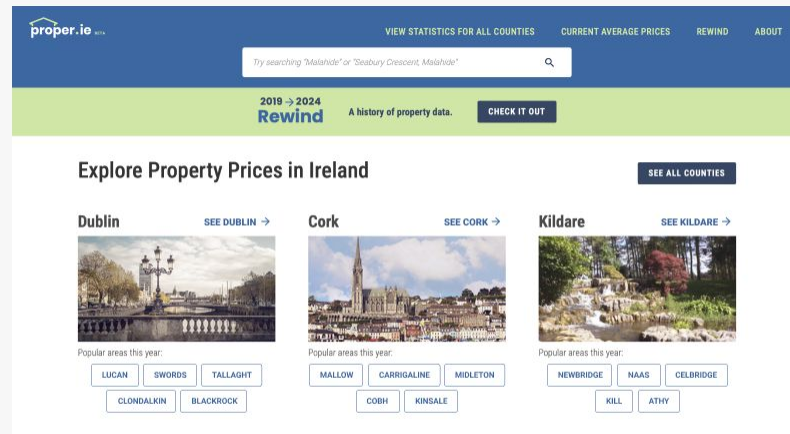 proper.ie BETA
VIEW STATISTICS FOR ALL COUNTIES CURRENT AVERAGE PRICES REWIND ABOUT
Try searching "Malahide" or "Seabury Crescent, Malahide"
2019 → 2024
Rewind
A history of property data.
CHECK IT OUT
Explore Property Prices in Ireland
SEE ALL COUNTIES
Dublin SEE DUBLIN →
Cork SEE CORK →
Kildare SEE KILDARE →
Popular areas this year:
LUCAN SWORDS TALLAGHT
CLONDALKIN BLACKROCK
Popular areas this year:
MALLOW CARRIGALINE MIDLETON
COBH KINSALE
Popular areas this year:
NEWBRIDGE NAAS CELBRIDGE
KILL ATHY